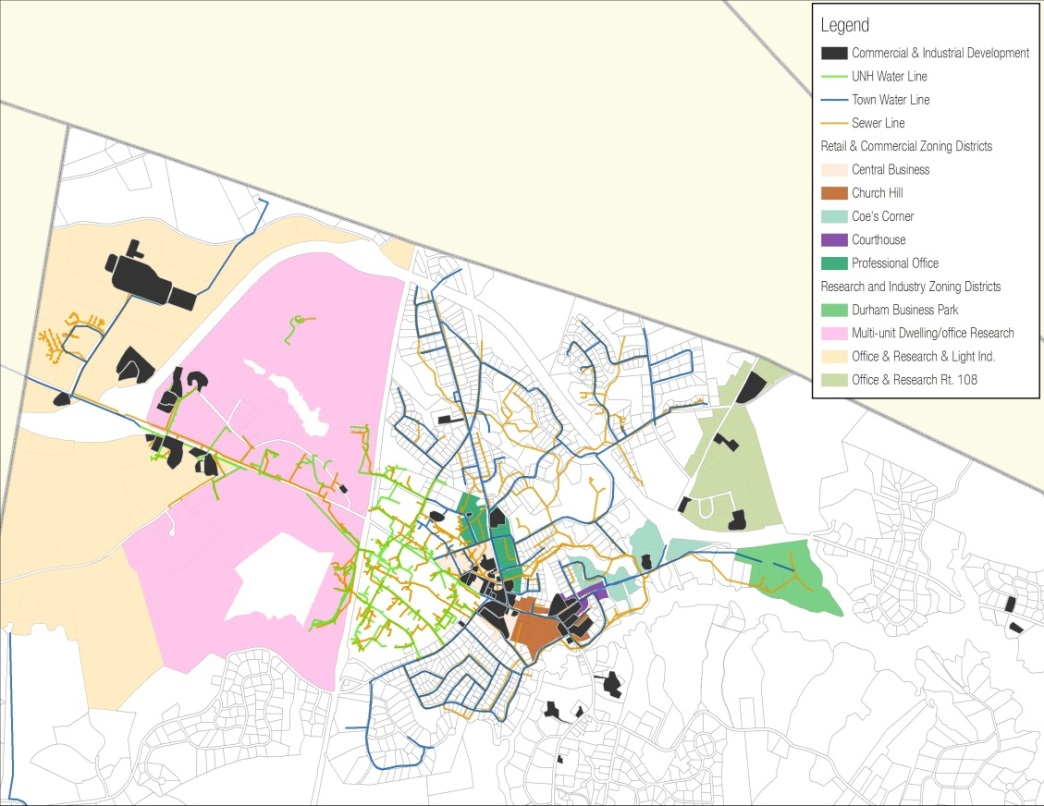 Legend
Commercial & Industrial Development
UNH Water Line
Town Water Line
Sewer Line
Retail & Commercial Zoning Districts
Central Business
Church Hill
Coe's Corner
Courthouse
Professional Office
Research and Industry Zoning Districts
Durham Business Park
Multi-unit Dwelling/office Research
Office & Research & Light Ind.
Office & Research Rt. 108